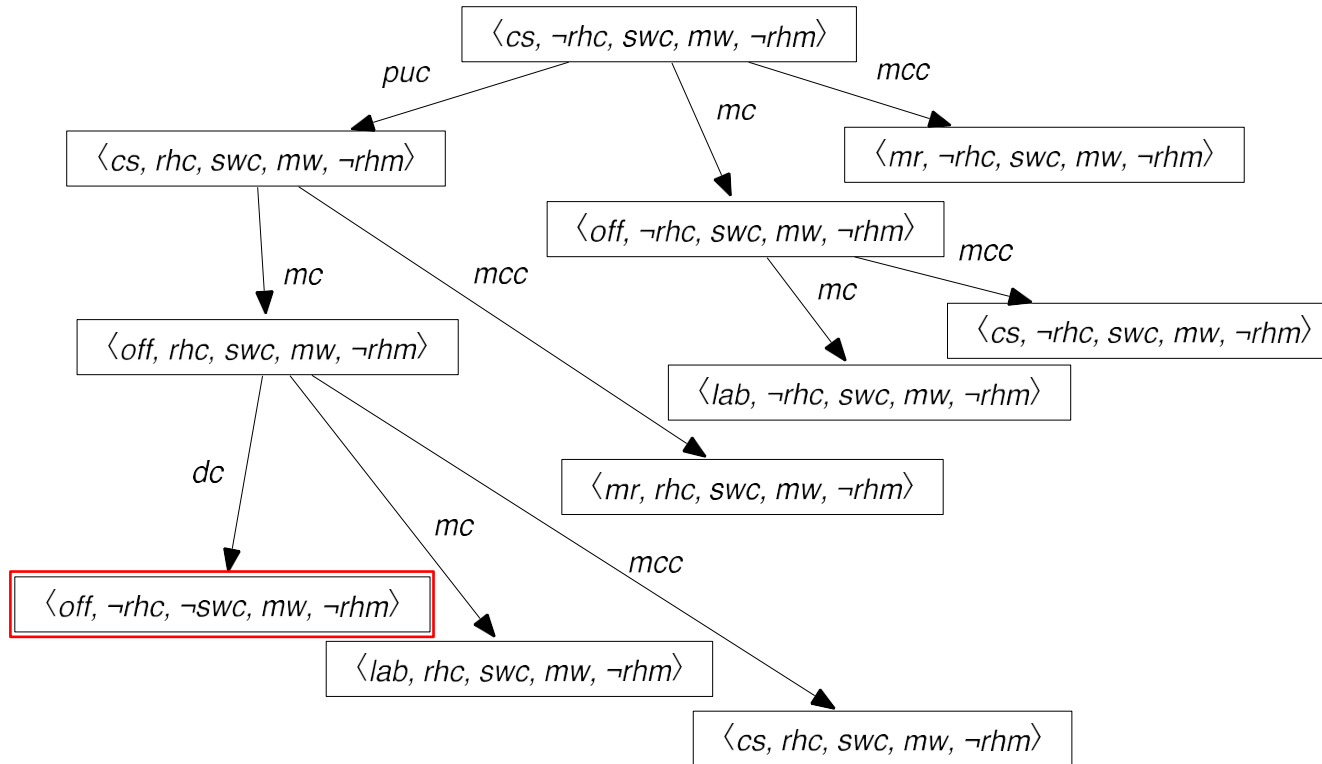 〈cs, ¬rhc, swc, mw, ¬rhm〉
puc
mcc
mc
〈cs, rhc, swc, mw, ¬rhm〉
〈mr, ¬rhc, swc, mw, ¬rhm〉
〈off, ¬rhc, swc, mw, ¬rhm〉
mc
mcc
mcc
mc
〈off, rhc, swc, mw, ¬rhm〉
〈cs, ¬rhc, swc, mw, ¬rhm〉
〈lab, ¬rhc, swc, mw, ¬rhm〉
dc
〈mr, rhc, swc, mw, ¬rhm〉
mc
mcc
〈off, ¬rhc, ¬swc, mw, ¬rhm〉
〈lab, rhc, swc, mw, ¬rhm〉
〈cs, rhc, swc, mw, ¬rhm〉